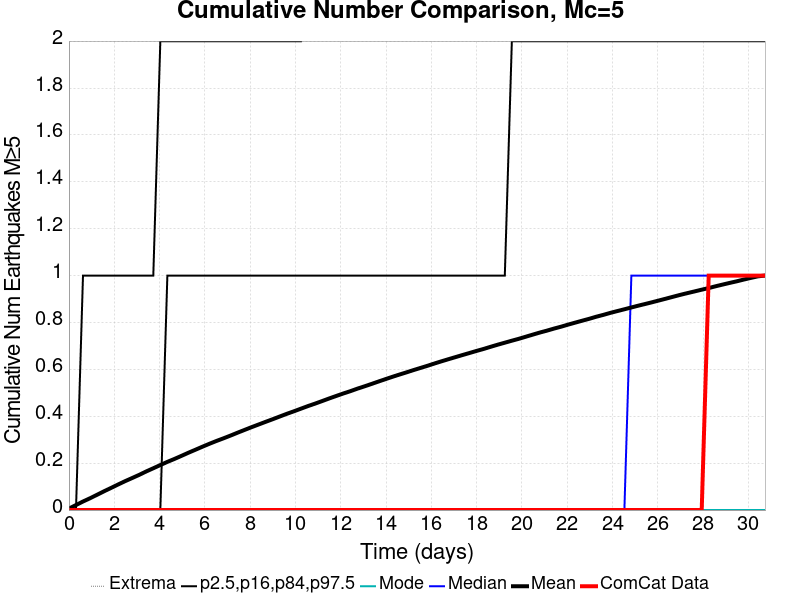 Cumulative Number Comparison, Mc=5
Cumulative Num Earthquakes M≥5
2
1.8
1.6
1.4
1.2
1
0.8
0.6
0.4
0.2
0
0 2 4 6 8 10 12 14 16 18 20 22 24 26 28 30
Time (days)
Extrema p2.5,p16,p84,p97.5 Mode Median Mean ComCat Data